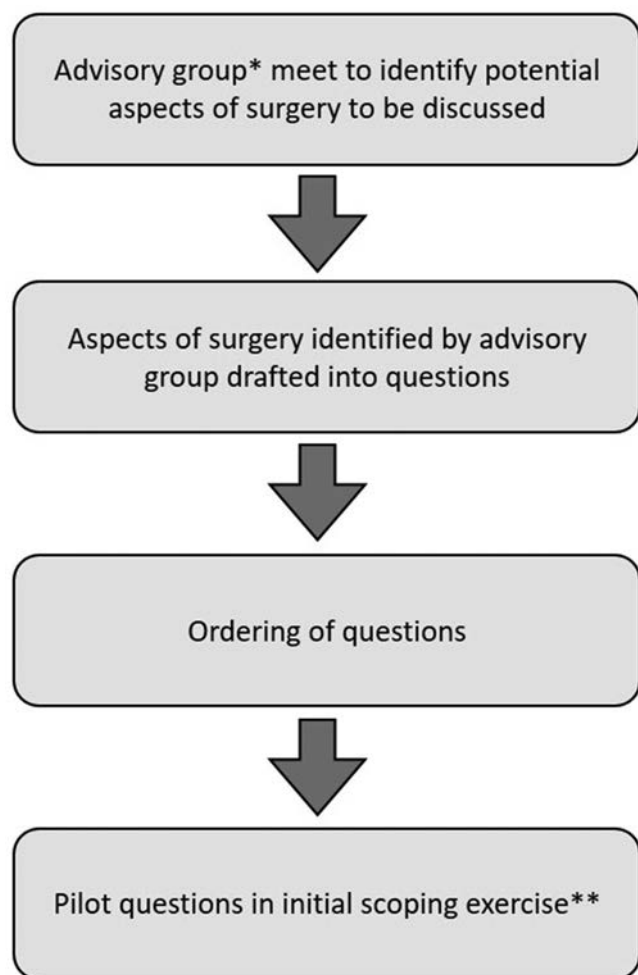 Advisory group* meet to identify potential
aspects of surgery to be discussed
Aspects of surgery identified by advisory
group drafted into questions
Ordering of questions
Pilot questions in initial scoping exercise**